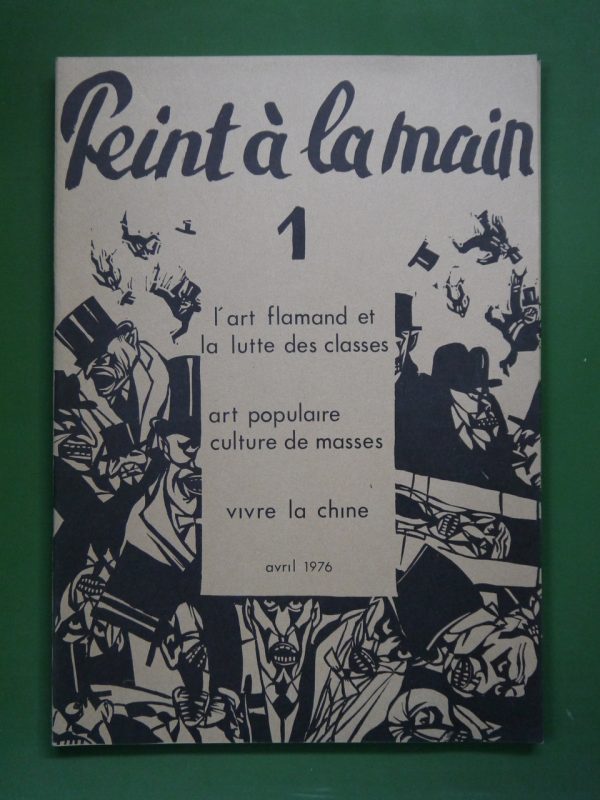 Peint à la main
1
l'art flamand et
la lutte des classes
art populaire
culture de masses
vivre la chine
avril 1976